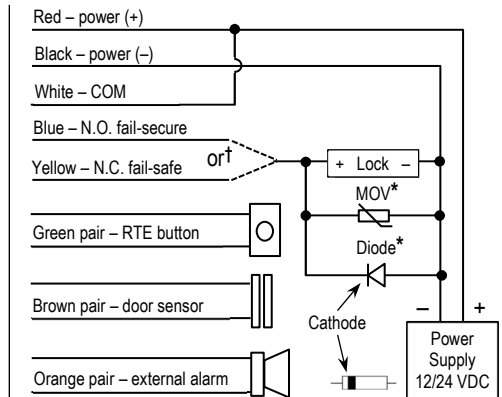 Red – power (+)
Black – power (–)
White – COM
Blue – N.O. fail-secure
or†
Yellow – N.C. fail-safe
+ Lock –
MOV*
Green pair – RTE button
Diode*
Brown pair – door sensor
Cathode
– +
Power
Supply
12/24 VDC
Orange pair – external alarm